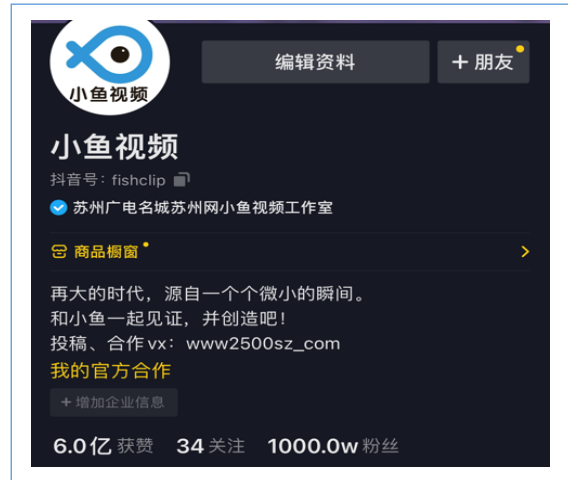 小鱼视频
编辑资料
+ 朋友
小鱼视频
抖音号：fishclip
苏州广电名城苏州网小鱼视频工作室
商品橱窗
再大的时代，源自一个个微小的瞬间。
和小鱼一起见证，并创造吧！
投稿、合作vx：www2500sz_com
我的官方合作
+ 增加企业信息
6.0亿 获赞 34 关注 1000.0w 粉丝